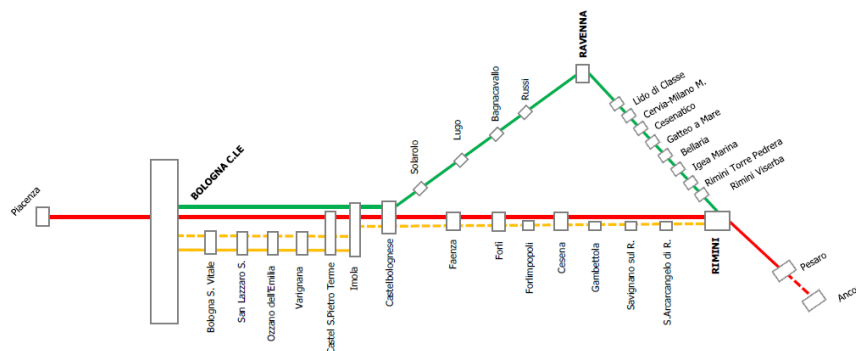 Piacenza
BOLOGNA C.LE
Bologna S. Vitale
San Lazzaro S.
Ozzano dell'Emilia
Varignana
Castel S.Pietro Terme
Imola
Castelbolognese
Solarolo
Lugo
Bagnacavallo
Russi
RAVENNA
Lido di Classe
Cervia-Milano M.
Cesenatico
Gatteo a Mare
Bellaria
Igea Marina
Rimini Torre Pedrera
Rimini Viserba
Faenza
Forlì
Forlimpopoli
Cesena
Gambettola
Savignano sul R.
S.Arcarcangelo di R.
RIMINI
Pesaro
Anco